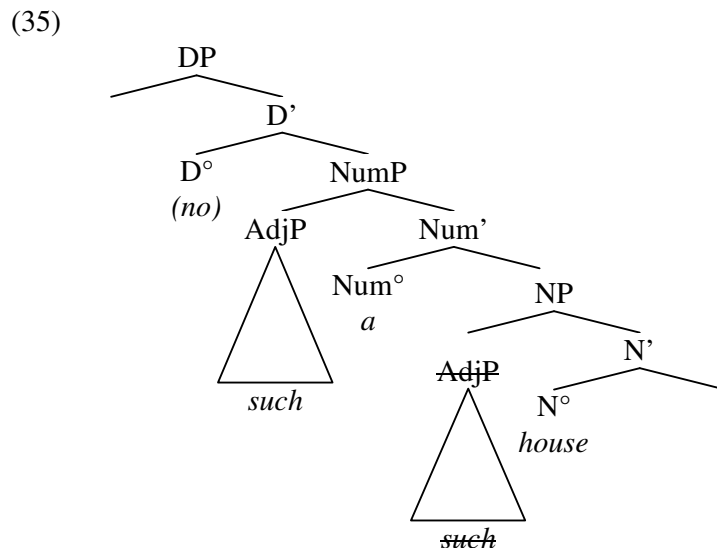 (35)
DP
D’
D° NumP
(no)
AdjP Num’
Num° NP
a
AdjP N’
such N°
house
such